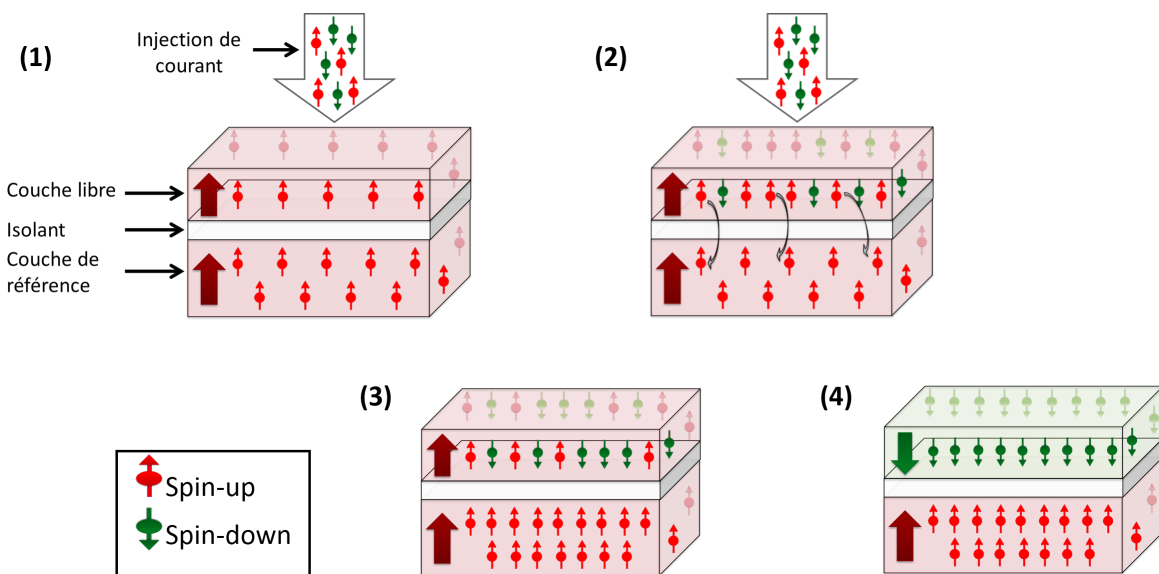 (1)
Injection de
courant
(2)
Couche libre
Isolant
Couche de
référence
(3)
(4)
Spin-up
Spin-down